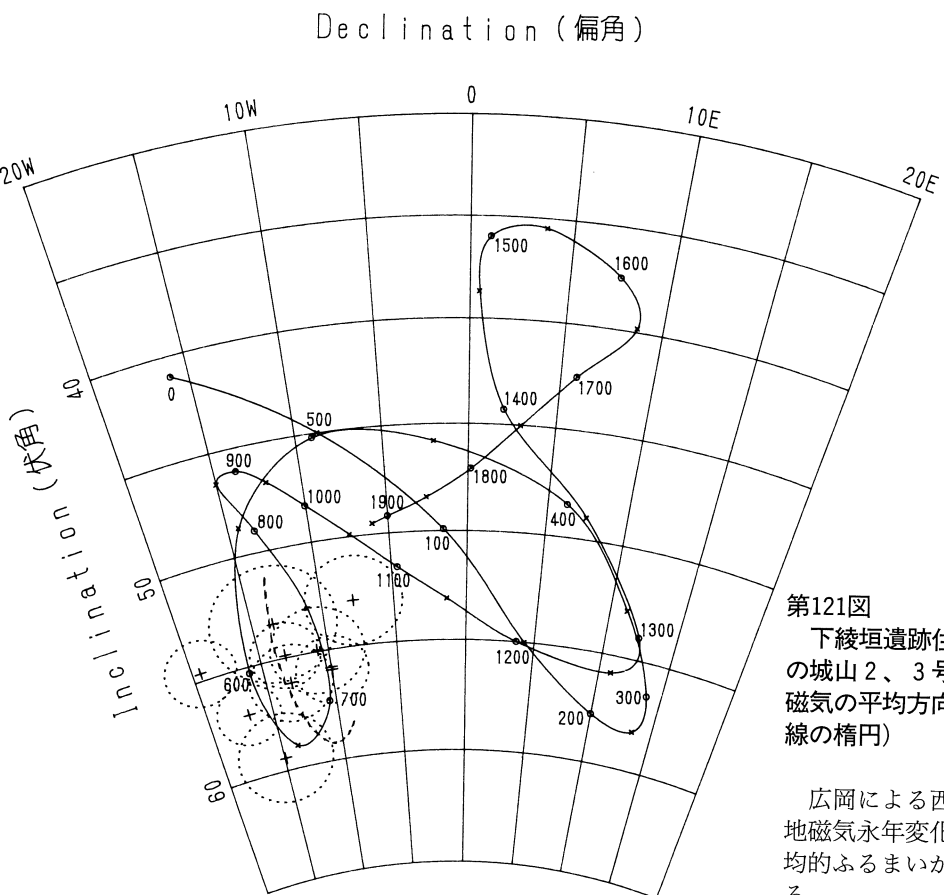 Declination(偏角)
0
10W
10E
20W
20E
1500
1600
40
0
1700
1400
500
900
1800
1000
1900
400
800
100
Inclination(伏角)
1100
50
1300
1200
600
700
300
200
60
第121図
下綾垣遺跡住
の城山2、3号
磁気の平均方向
線の楕円)
広岡による西
地磁気永年変化
均的ふるまいか
る